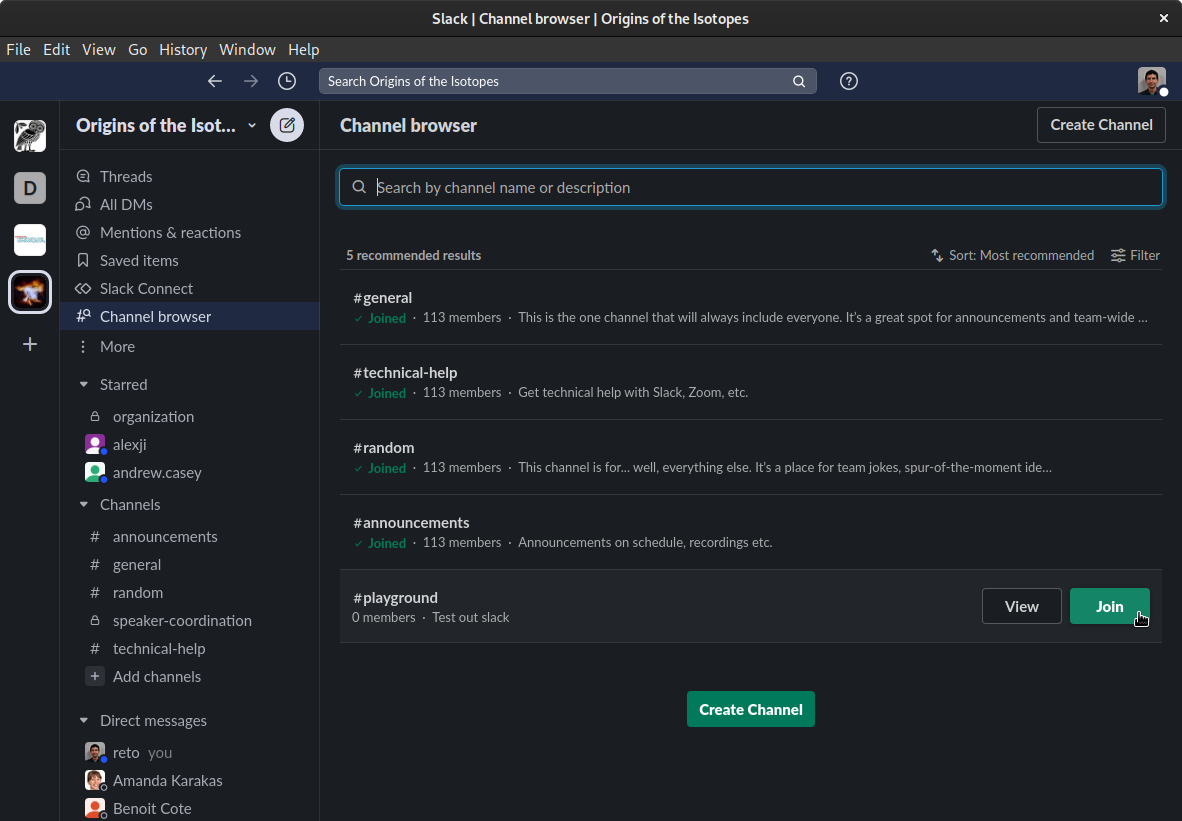 Slack | Channel browser | Origins of the Isotopes
File Edit View Go History Window Help
Search Origins of the Isotopes
Origins of the Isot...
Channel browser
Create Channel
D
Threads
All DMs
Mentions & reactions
Saved items
Slack Connect
Channel browser
More
Starred
organization
alexji
andrew.casey
Channels
# announcements
# general
# random
speaker-coordination
# technical-help
+ Add channels
Direct messages
reto you
Amanda Karakas
Benoit Cote
Search by channel name or description
5 recommended results
Sort: Most recommended
Filter
#general
✓ Joined · 113 members · This is the one channel that will always include everyone. It's a great spot for announcements and team-wide ...
#technical-help
✓ Joined · 113 members · Get technical help with Slack, Zoom, etc.
#random
✓ Joined · 113 members · This channel is for... well, everything else. It's a place for team jokes, spur-of-the-moment ide...
#announcements
✓ Joined · 113 members · Announcements on schedule, recordings etc.
#playground
0 members · Test out slack
View
Join
Create Channel